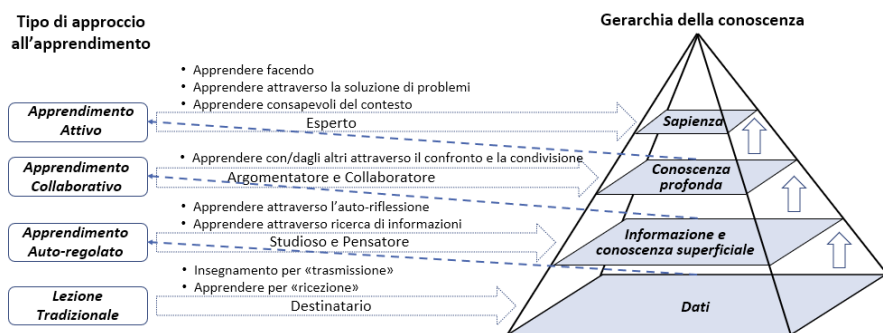 Tipo di approccio
all’apprendimento
Gerarchia della conoscenza
• Apprendere facendo
• Apprendere attraverso la soluzione di problemi
• Apprendere consapevoli del contesto
Apprendimento
Attivo
Esperto
Sapienza
• Apprendere con/dagli altri attraverso il confronto e la condivisione
Apprendimento
Collaborativo
Argomentatore e Collaboratore
Conoscenza
profonda
• Apprendere attraverso l’auto-riflessione
• Apprendere attraverso ricerca di informazioni
Apprendimento
Auto-regolato
Studioso e Pensatore
Informazione e
conoscenza superficiale
• Insegnamento per «trasmissione»
• Apprendere per «ricezione»
Lezione
Tradizionale
Destinatario
Dati